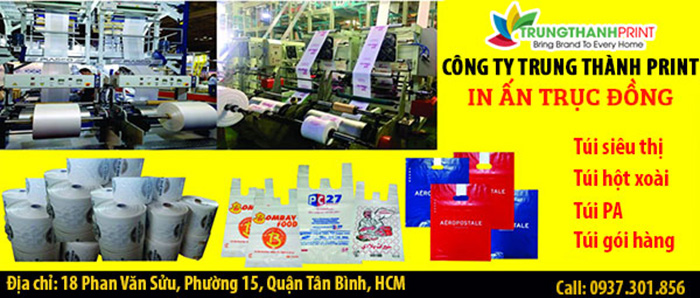 TRUNGTHANHPRINT
Bring Brand To Every Home
CÔNG TY TRUNG THÀNH PRINT
IN ẤN TRỤC ĐỒNG
Túi siêu thị
Túi hột xoài
Túi PA
Túi gói hàng
BOMBAY
FOOD
B
PC27
AÉROPOSTALE
AÉROPOSTALE
Địa chỉ: 18 Phan Văn Sửu, Phường 15, Quận Tân Bình, HCM
Call: 0937.301.856